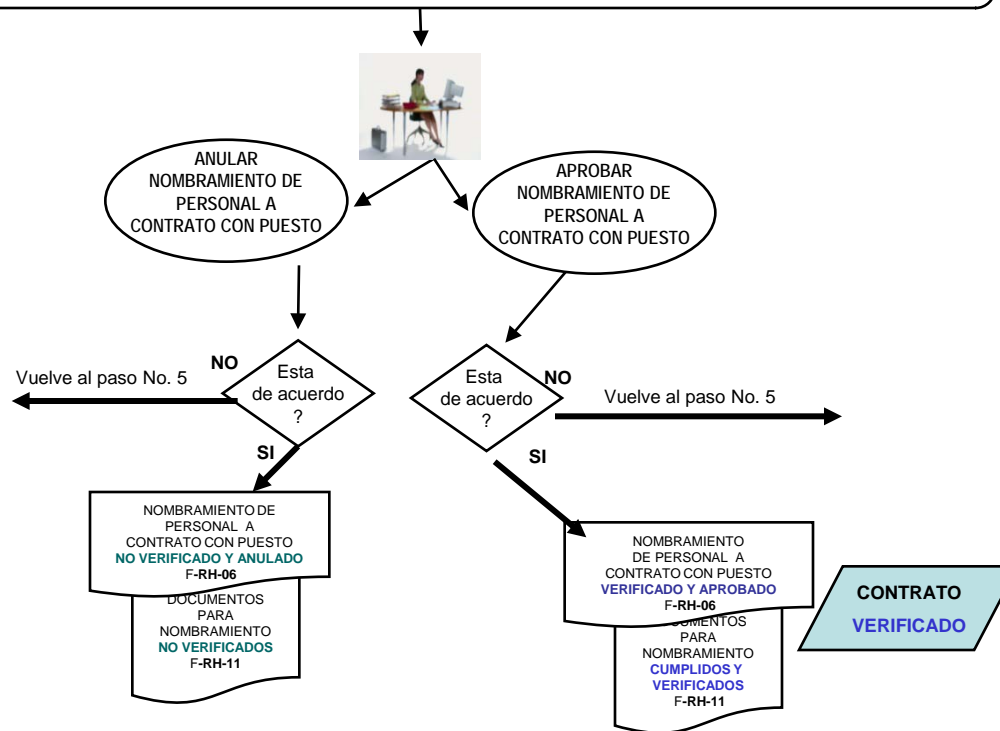 ANULAR
NOMBRAMIENTO DE
PERSONAL A
CONTRATO CON PUESTO
APROBAR
NOMBRAMIENTO DE
PERSONAL A
CONTRATO CON PUESTO
NO
Esta
de acuerdo
?
Vuelve al paso No. 5
SI
Esta
de acuerdo
?
NO
Vuelve al paso No. 5
SI
NOMBRAMIENTO DE
PERSONAL A
CONTRATO CON PUESTO
NO VERIFICADO Y ANULADO
F-RH-06
DOCUMENTOS
PARA
NOMBRAMIENTO
NO VERIFICADOS
F-RH-11
NOMBRAMIENTO
DE PERSONAL A
CONTRATO CON PUESTO
VERIFICADO Y APROBADO
F-RH-06
PARA
NOMBRAMIENTO
CUMPLIDOS Y
VERIFICADOS
F-RH-11
CONTRATO
VERIFICADO